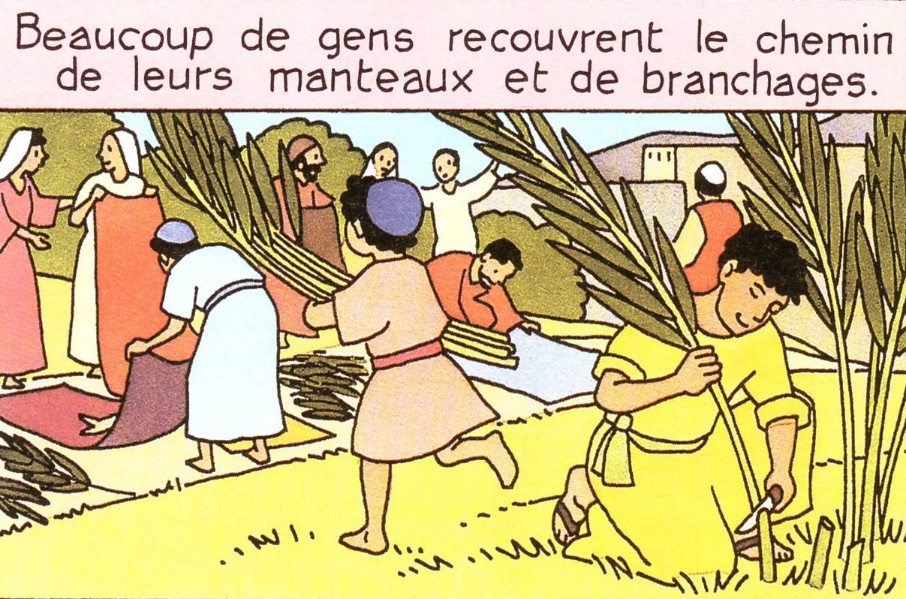 Beaucoup de gens recouvrent le chemin
de leurs manteaux et de branchages.